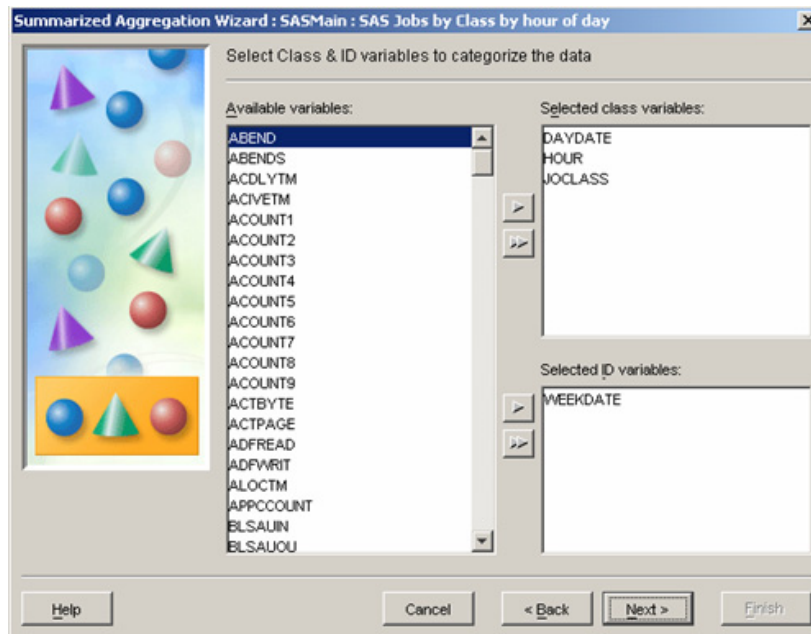 Summarized Aggregation Wizard : SASMain : SAS Jobs by Class by hour of day
Select Class & ID variables to categorize the data
Available variables:
ABEND
ABENDS
ACDLYTM
ACIVETM
ACOUNT1
ACOUNT2
ACOUNT3
ACOUNT4
ACOUNT5
ACOUNT6
ACOUNT7
ACOUNT8
ACOUNT9
ACTBYTE
ACTPAGE
ADFREAD
ADFWRIT
ALOCTM
APPCCOUNT
BLSAUIN
BLSAUOU
Selected class variables:
DAYDATE
HOUR
JOCLASS
Selected ID variables:
WEEKDATE
Help
Cancel
< Back
Next >
Finish